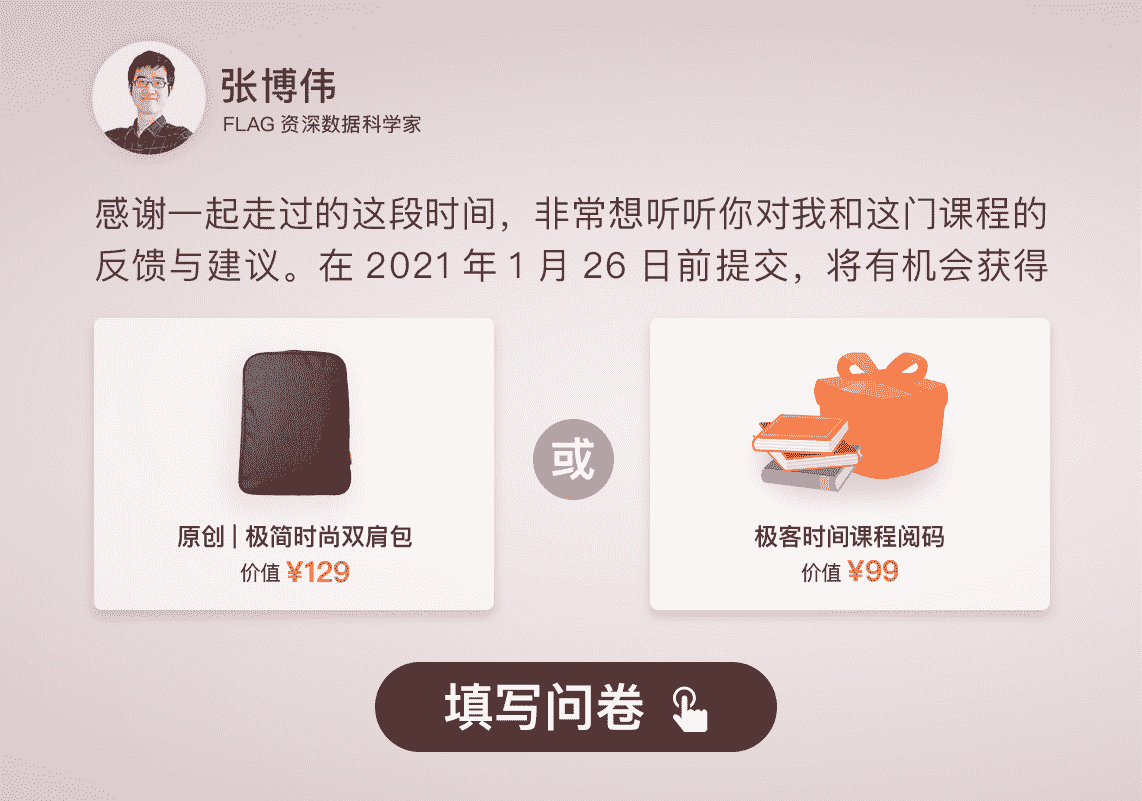 张博伟
FLAG 资深数据科学家
感谢一起走过的这段时间，非常想听听你对我和这门课程的
反馈与建议。在 2021 年 1 月 26 日前提交，将有机会获得
原创 | 极简时尚双肩包
价值 ¥129
或
极客时间课程阅码
价值 ¥99
填写问卷